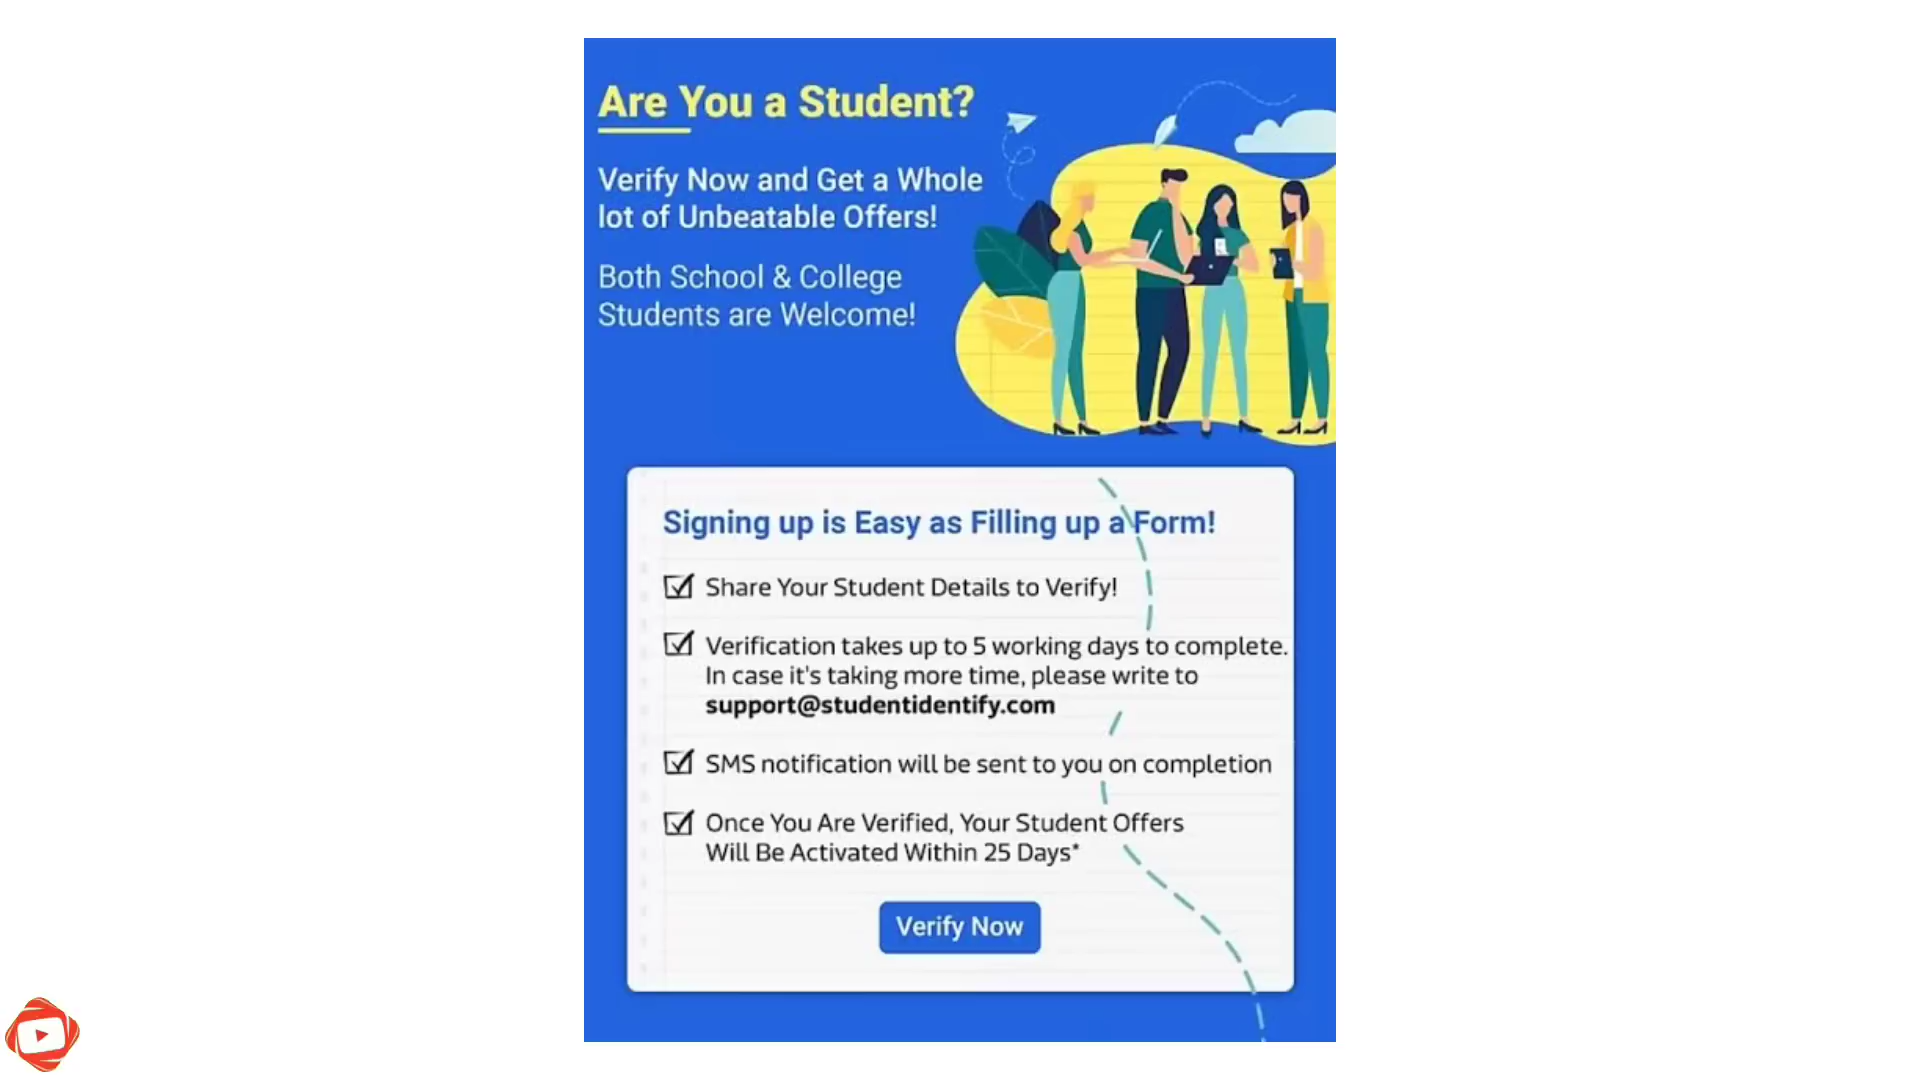 Are You a Student?
Verify Now and Get a Whole
lot of Unbeatable Offers!
Both School & College
Students are Welcome!
Signing up is Easy as Filling up a Form!
Share Your Student Details to Verify!
Verification takes up to 5 working days to complete.
In case it's taking more time, please write to
support@studentidentify.com
SMS notification will be sent to you on completion
Once You Are Verified, Your Student Offers
Will Be Activated Within 25 Days*
Verify Now